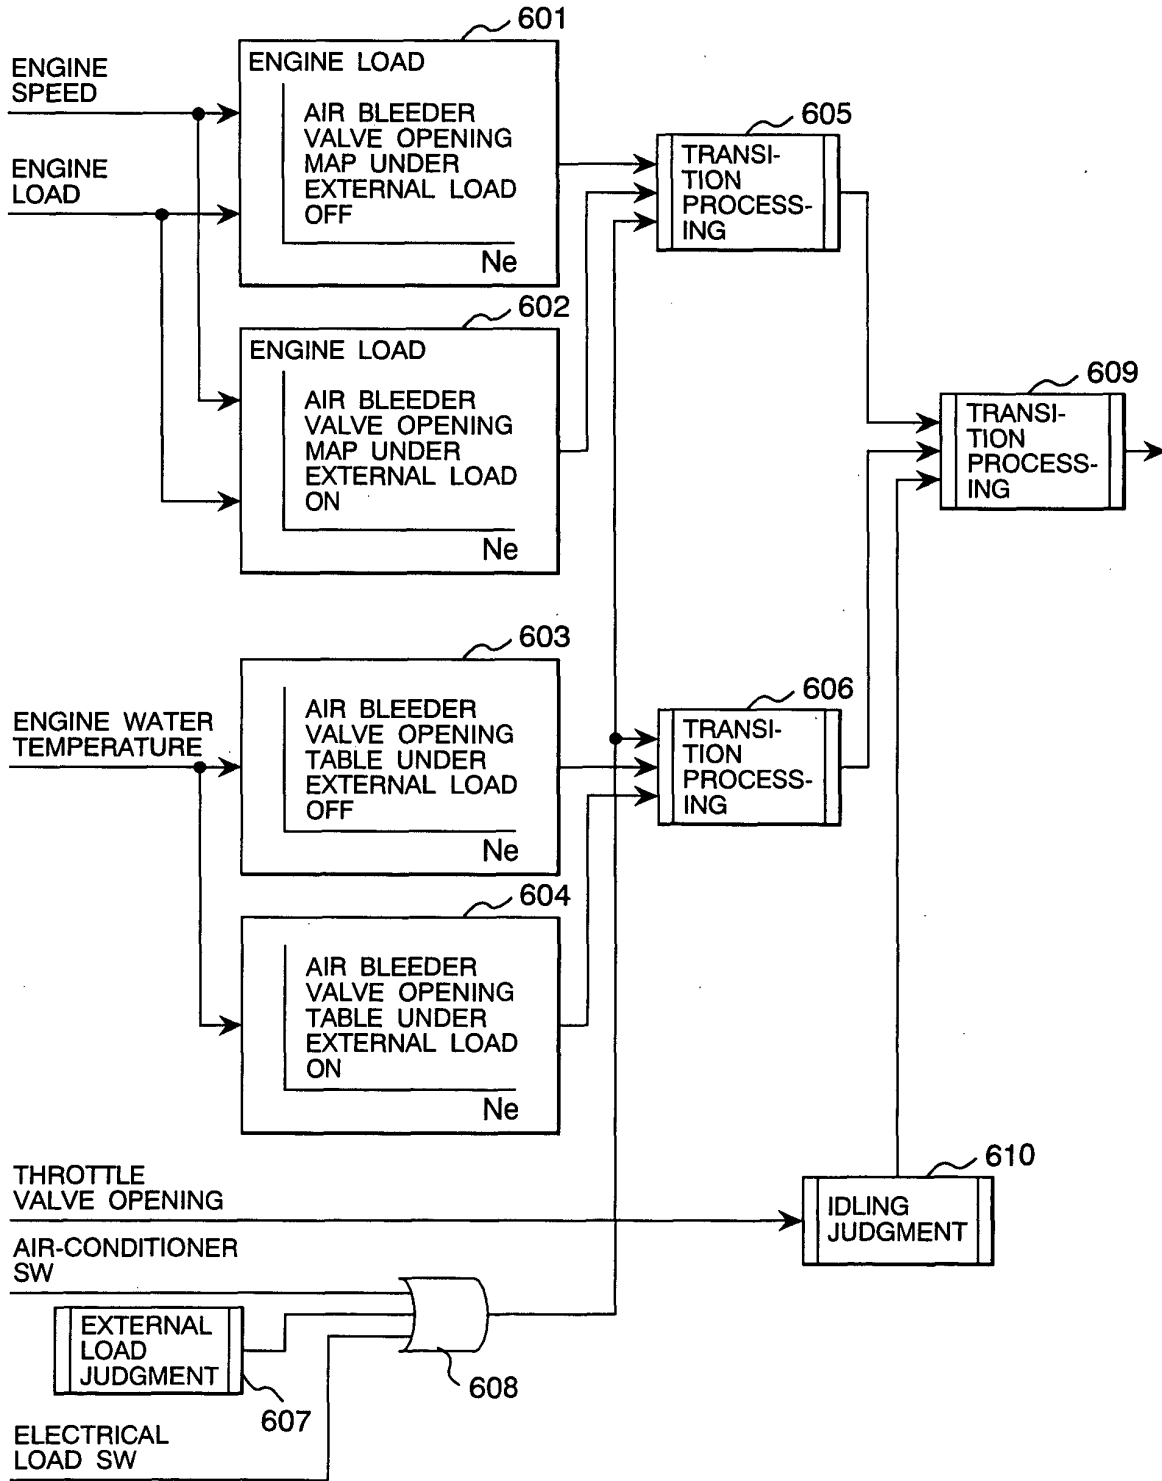 601
ENGINE
SPEED
ENGINE LOAD
AIR BLEEDER
VALVE OPENING
MAP UNDER
EXTERNAL LOAD
OFF
Ne
ENGINE
LOAD
605
TRANSI-
TION
PROCESS-
ING
602
ENGINE LOAD
AIR BLEEDER
VALVE OPENING
MAP UNDER
EXTERNAL LOAD
ON
Ne
609
TRANSI-
TION
PROCESS-
ING
603
ENGINE WATER
TEMPERATURE
AIR BLEEDER
VALVE OPENING
TABLE UNDER
EXTERNAL LOAD
OFF
Ne
606
TRANSI-
TION
PROCESS-
ING
604
AIR BLEEDER
VALVE OPENING
TABLE UNDER
EXTERNAL LOAD
ON
Ne
THROTTLE
VALVE OPENING
610
IDLING
JUDGMENT
AIR-CONDITIONER
SW
EXTERNAL
LOAD
JUDGMENT
607
608
ELECTRICAL
LOAD SW